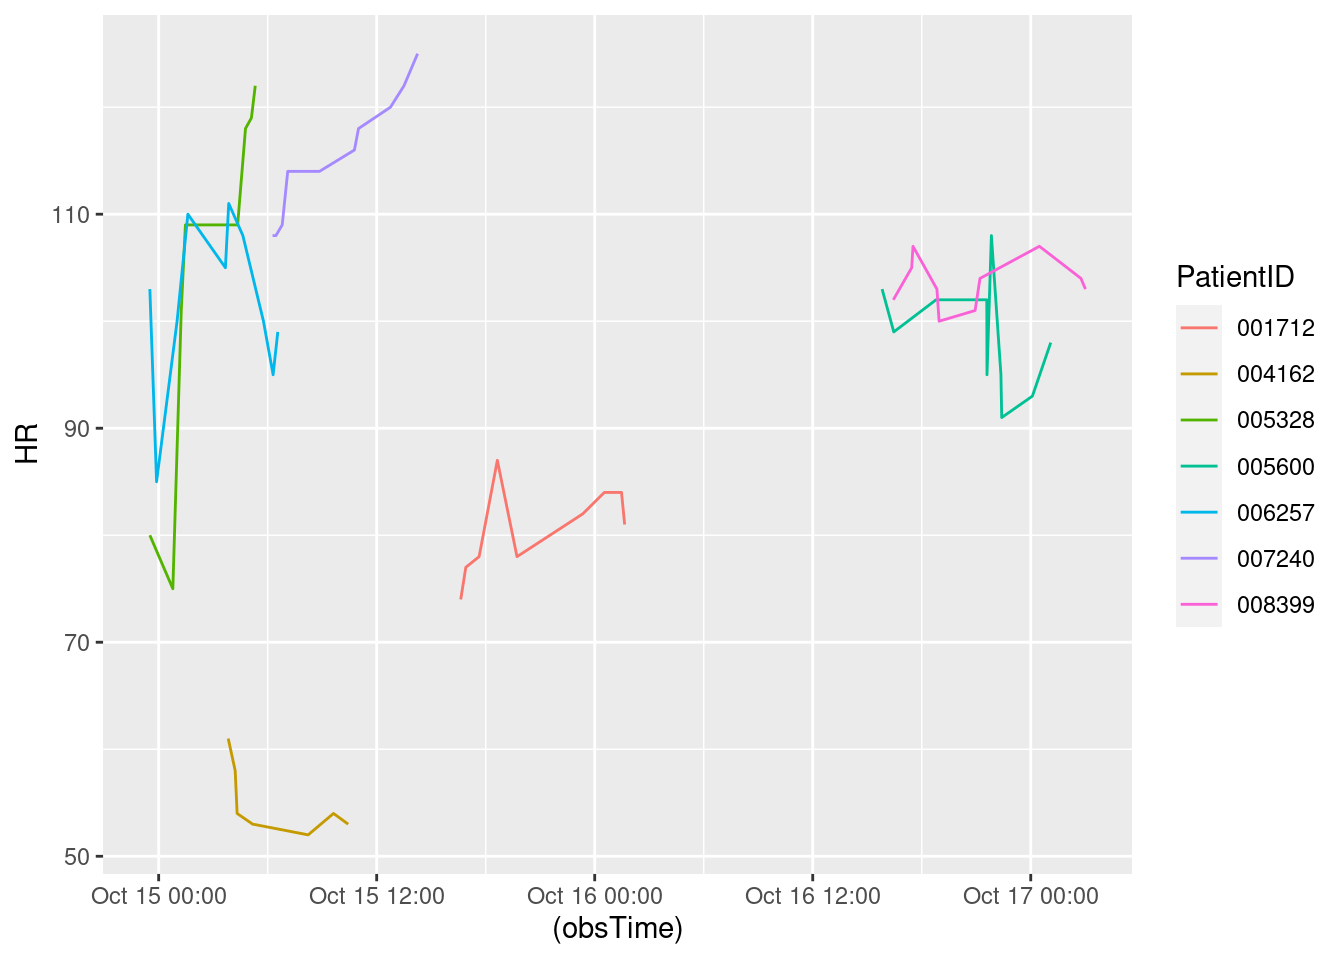 110
90
70
50
HR
Oct 15 00:00
Oct 15 12:00
Oct 16 00:00
Oct 16 12:00
Oct 17 00:00
(obsTime)
PatientID
001712
004162
005328
005600
006257
007240
008399